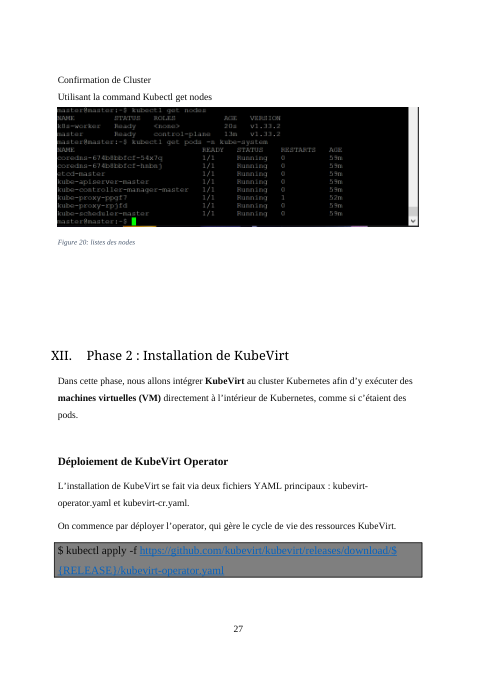 Confirmation de Cluster
Utilisant la command Kubectl get nodes
master@master:~$ kubectl get nodes
NAME STATUS ROLES AGE VERSION
k8s-worker Ready <none> 20s v1.33.2
master Ready control-plane 13m v1.33.2
master@master:~$ kubectl get pods -n kube-system
NAME READY STATUS RESTARTS AGE
1/1 Running 0 59m
1/1 Running 0 59m
etcd-master 1/1 Running 0 59m
kube-apiserver-master 1/1 Running 0 59m
kube-controller-manager-master 1/1 Running 0 59m
kube-proxy-ppgf7 1/1 Running 1 52m
kube-proxy-rpjfd 1/1 Running 0 59m
kube-scheduler-master 1/1 Running 0 59m
master@master:~$
Figure 20: listes des nodes
XII. Phase 2 : Installation de KubeVirt
Dans cette phase, nous allons intégrer KubeVirt au cluster Kubernetes afin d’y exécuter des
machines virtuelles (VM) directement à l’intérieur de Kubernetes, comme si c’étaient des
pods.
Déploiement de KubeVirt Operator
L’installation de KubeVirt se fait via deux fichiers YAML principaux : kubevirt-
operator.yaml et kubevirt-cr.yaml.
On commence par déployer l’operator, qui gère le cycle de vie des ressources KubeVirt.
$ kubectl apply -f https://github.com/kubevirt/kubevirt/releases/download/$
{RELEASE}/kubevirt-operator.yaml
27